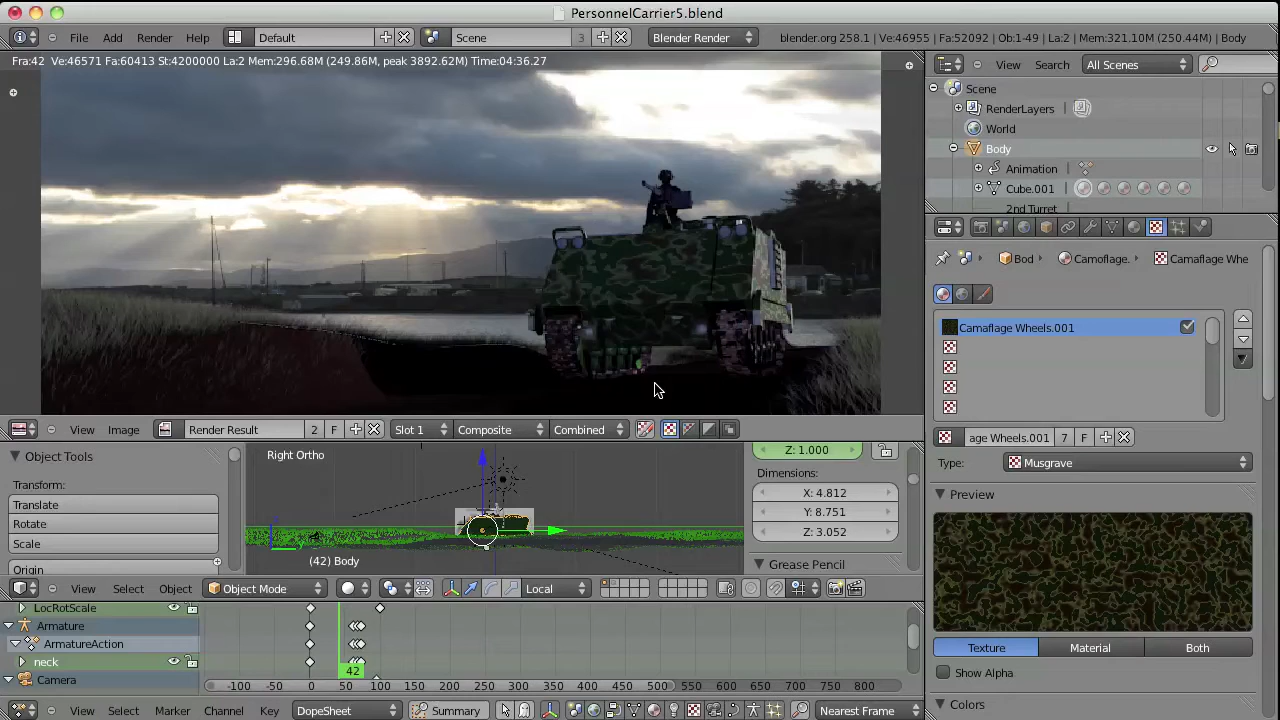 PersonnelCarrier5.blend
File Add Render Help Default Scene 3 Blender Render blender.org 258.1 | Ve:46955 | Fa:52092 | Ob:1-49 | La:2 | Mem:321.10M (250.44M) | Body
Fra:42 Ve:46571 Fa:60413 St:4200000 La:2 Mem:296.68M (249.86M, peak 3892.62M) Time:04:36.27
View Search All Scenes
Scene
RenderLayers |
World
Body
Animation |
Cube.001 |
2nd Turret
Bod Camoflage. Camoflage Whe
Camaflage Wheels.001
View Image Render Result 2 F Slot 1 Composite Combined
age Wheels.001 7 F
Type: Musgrave
Preview
Texture Material Both
Show Alpha
Colors
Object Tools
Transform:
Translate
Rotate
Scale
Origin
Right Ortho
(42) Body
Z: 1.000
Dimensions:
X: 4.812
Y: 8.751
Z: 3.052
Grease Pencil
View Select Object Object Mode Local
LocRotScale
Armature
ArmatureAction
neck
Camera
42
-100 -50 0 50 100 150 200 250 300 350 400 450 500 550 600 650 700 750 800
View Select Marker Channel Key DopeSheet Summary Nearest Frame